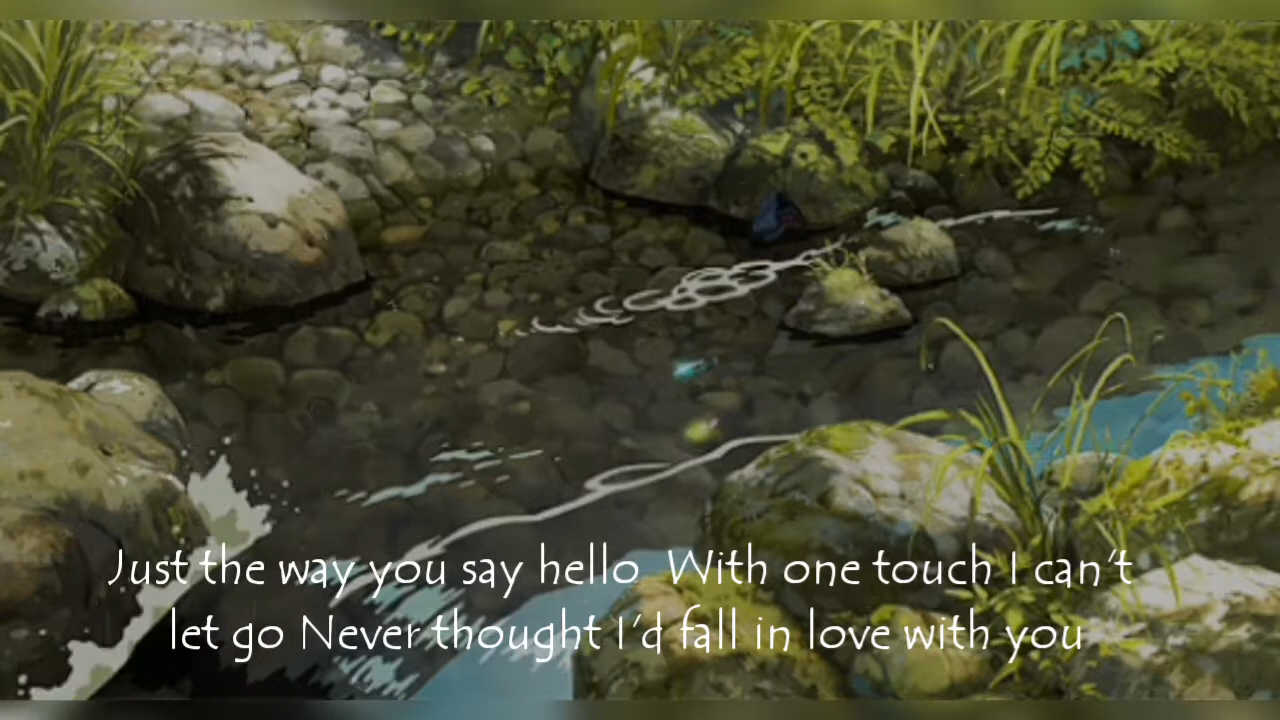 Just the way you say hello With one touch I can't
let go Never thought I'd fall in love with you